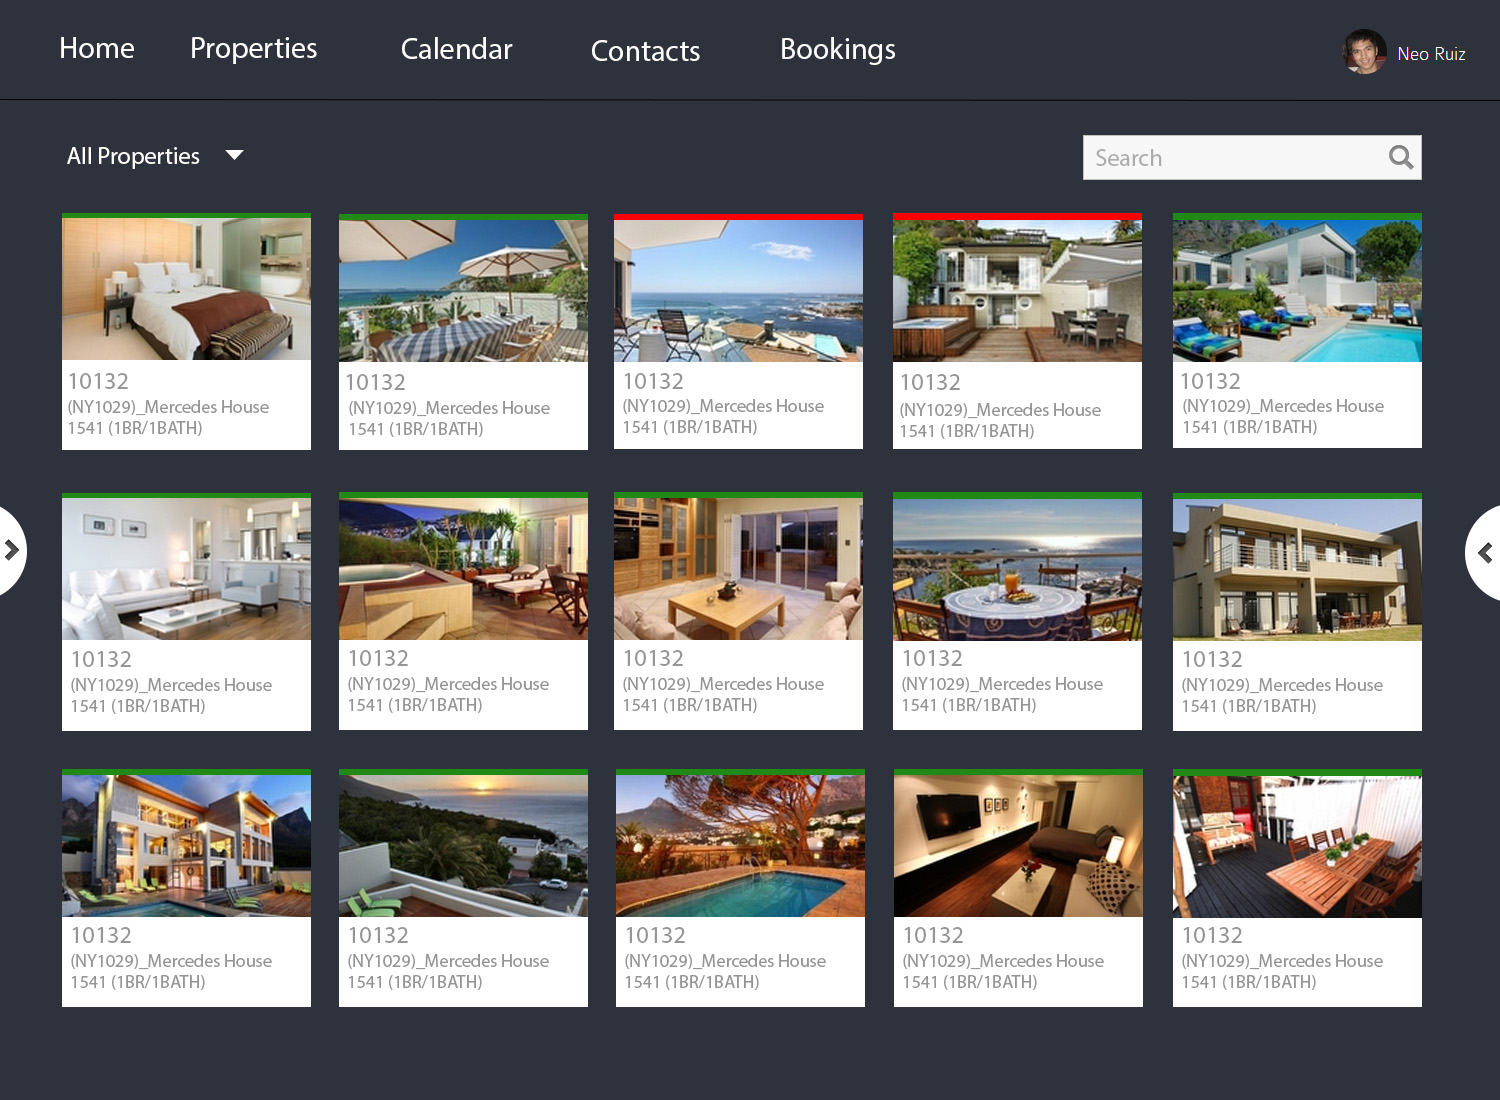 Home Properties Calendar Contacts Bookings Neo Ruiz
All Properties Search
10132 10132 10132 10132 10132
(NY1029)_Mercedes House (NY1029)_Mercedes House (NY1029)_Mercedes House (NY1029)_Mercedes House (NY1029)_Mercedes House
1541 (1BR/1BATH) 1541 (1BR/1BATH) 1541 (1BR/1BATH) 1541 (1BR/1BATH) 1541 (1BR/1BATH)
10132 10132 10132 10132 10132
(NY1029)_Mercedes House (NY1029)_Mercedes House (NY1029)_Mercedes House (NY1029)_Mercedes House (NY1029)_Mercedes House
1541 (1BR/1BATH) 1541 (1BR/1BATH) 1541 (1BR/1BATH) 1541 (1BR/1BATH) 1541 (1BR/1BATH)
10132 10132 10132 10132 10132
(NY1029)_Mercedes House (NY1029)_Mercedes House (NY1029)_Mercedes House (NY1029)_Mercedes House (NY1029)_Mercedes House
1541 (1BR/1BATH) 1541 (1BR/1BATH) 1541 (1BR/1BATH) 1541 (1BR/1BATH) 1541 (1BR/1BATH)